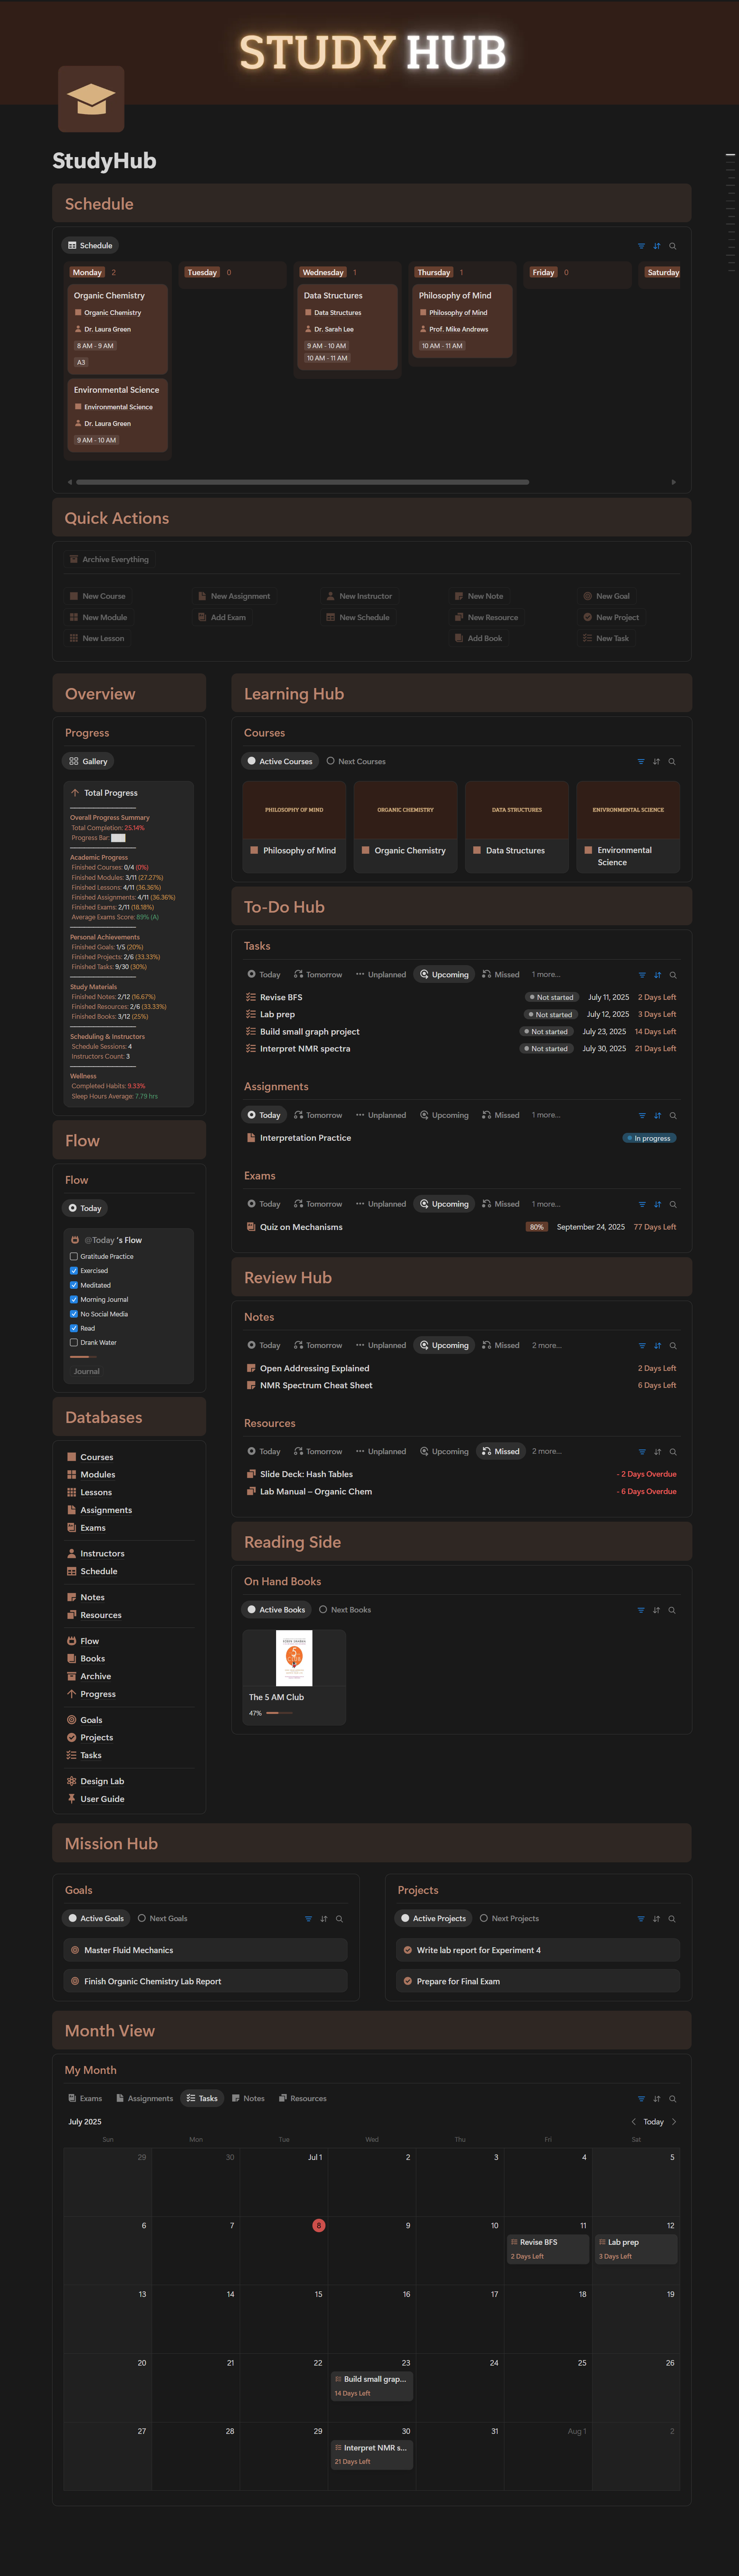 STUDY HUB
StudyHub
Schedule
Schedule
Monday 2
Tuesday 0
Wednesday 1
Thursday 1
Friday 0
Saturday
Organic Chemistry
Organic Chemistry
Dr. Laura Green
8 AM - 9 AM
A3
Environmental Science
Environmental Science
Dr. Laura Green
9 AM - 10 AM
Data Structures
Data Structures
Dr. Sarah Lee
9 AM - 10 AM
10 AM - 11 AM
Philosophy of Mind
Philosophy of Mind
Prof. Mike Andrews
10 AM - 11 AM
Quick Actions
Archive Everything
New Course
New Assignment
New Instructor
New Note
New Goal
New Module
Add Exam
New Schedule
New Resource
New Project
New Lesson
Add Book
New Task
Overview
Progress
Gallery
Total Progress
Overall Progress Summary
Total Completion: 25.14%
Progress Bar:
Academic Progress
Finished Courses: 0/4 (0%)
Finished Modules: 3/11 (27.27%)
Finished Lessons: 4/11 (36.36%)
Finished Assignments: 4/11 (36.36%)
Finished Exams: 2/11 (18.18%)
Average Exams Score: 89% (A)
Personal Achievements
Finished Goals: 1/5 (20%)
Finished Projects: 2/6 (33.33%)
Finished Tasks: 9/30 (30%)
Study Materials
Finished Notes: 2/12 (16.67%)
Finished Resources: 2/6 (33.33%)
Finished Books: 3/12 (25%)
Scheduling & Instructors
Schedule Sessions: 4
Instructors Count: 3
Wellness
Completed Habits: 9.33%
Sleep Hours Average: 7.79 hrs
Flow
Flow
Today
@Today 's Flow
Gratitude Practice
Exercised
Meditated
Morning Journal
No Social Media
Read
Drank Water
Journal
Databases
Courses
Modules
Lessons
Assignments
Exams
Instructors
Schedule
Notes
Resources
Flow
Books
Archive
Progress
Goals
Projects
Tasks
Design Lab
User Guide
Learning Hub
Courses
Active Courses
Next Courses
PHILOSOPHY OF MIND
Philosophy of Mind
ORGANIC CHEMISTRY
Organic Chemistry
DATA STRUCTURES
Data Structures
ENIVRONMENTAL SCIENCE
Environmental
Science
To-Do Hub
Tasks
Today Tomorrow Unplanned Upcoming Missed 1 more...
Revise BFS Not started July 11, 2025 2 Days Left
Lab prep Not started July 12, 2025 3 Days Left
Build small graph project Not started July 23, 2025 14 Days Left
Interpret NMR spectra Not started July 30, 2025 21 Days Left
Assignments
Today Tomorrow Unplanned Upcoming Missed 1 more...
Interpretation Practice In progress
Exams
Today Tomorrow Unplanned Upcoming Missed 1 more...
Quiz on Mechanisms 80% September 24, 2025 77 Days Left
Review Hub
Notes
Today Tomorrow Unplanned Upcoming Missed 2 more...
Open Addressing Explained 2 Days Left
NMR Spectrum Cheat Sheet 6 Days Left
Resources
Today Tomorrow Unplanned Upcoming Missed 2 more...
Slide Deck: Hash Tables - 2 Days Overdue
Lab Manual – Organic Chem - 6 Days Overdue
Reading Side
On Hand Books
Active Books
Next Books
The 5 AM Club
47%
Mission Hub
Goals
Active Goals
Next Goals
Master Fluid Mechanics
Finish Organic Chemistry Lab Report
Projects
Active Projects
Next Projects
Write lab report for Experiment 4
Prepare for Final Exam
Month View
My Month
Exams Assignments Tasks Notes Resources
July 2025 Today
Sun Mon Tue Wed Thu Fri Sat
29 30 Jul 1 2 3 4 5
6 7 8 9 10 11 12
Revise BFS
2 Days Left
Lab prep
3 Days Left
13 14 15 16 17 18 19
20 21 22 23 24 25 26
Build small grap...
14 Days Left
27 28 29 30 31 Aug 1 2
Interpret NMR s...
21 Days Left